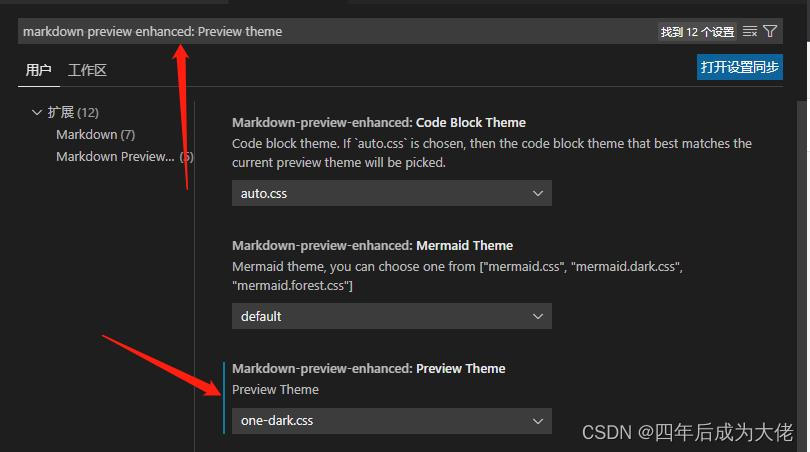 markdown-preview enhanced: Preview theme
找到 12 个设置
用户
工作区
打开设置同步
扩展 (12)
Markdown (7)
Markdown Preview... (5)
Markdown-preview-enhanced: Code Block Theme
Code block theme. If `auto.css` is chosen, then the code block theme that best matches the
current preview theme will be picked.
auto.css
Markdown-preview-enhanced: Mermaid Theme
Mermaid theme, you can choose one from ["mermaid.css", "mermaid.dark.css",
"mermaid.forest.css"]
default
Markdown-preview-enhanced: Preview Theme
Preview Theme
one-dark.css
CSDN @四年后成为大佬